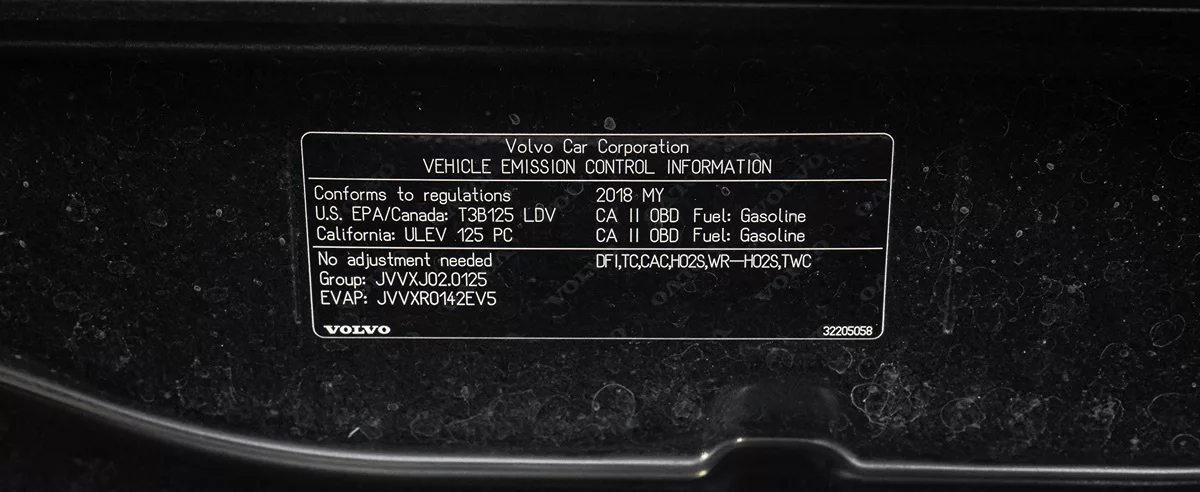 Volvo Car Corporation
VEHICLE EMISSION CONTROL INFORMATION
Conforms to regulations 2018 MY
U.S. EPA/Canada: T3B125 LDV CA II OBD Fuel: Gasoline
California: ULEV 125 PC CA II OBD Fuel: Gasoline
No adjustment needed DFI,TC,CAC,HO2S,WR-HO2S,TWC
Group: JVVXJ02.0125
EVAP: JVVXR0142EV5
VOLVO 32205058